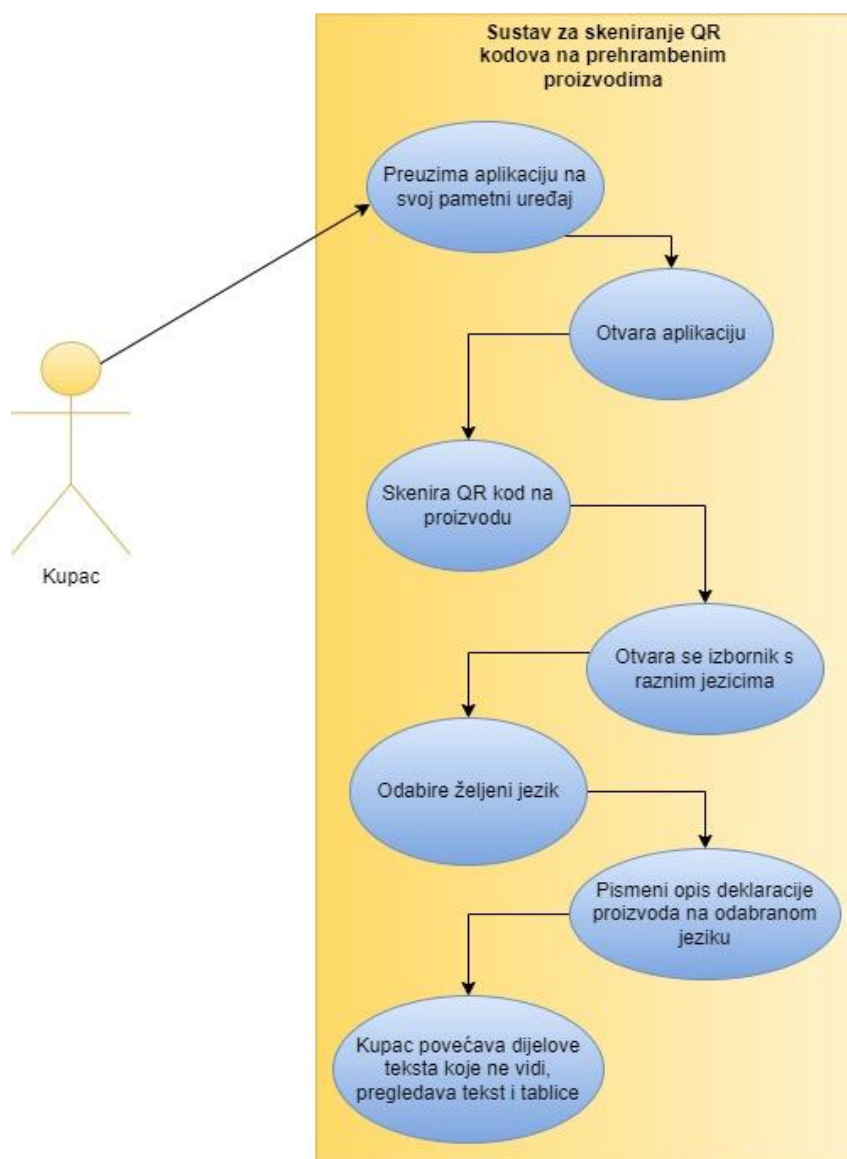 Sustav za skeniranje QR
kodova na prehrambenim
proizvodima
Preuzima aplikaciju na
svoj pametni uređaj
Otvara aplikaciju
Skenira QR kod na
proizvodu
Kupac
Otvara se izbornik s
raznim jezicima
Odabire željeni jezik
Pismeni opis deklaracije
proizvoda na odabranom
jeziku
Kupac povećava dijelove
teksta koje ne vidi,
pregledava tekst i tablice